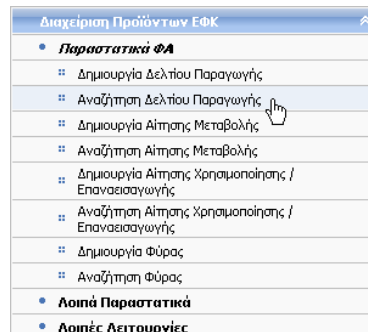 Διαχείριση Προϊόντων ΕΦΚ
Παραστατικά ΦΑ
Δημιουργία Δελτίου Παραγωγής
Αναζήτηση Δελτίου Παραγωγής
Δημιουργία Αίτησης Μεταβολής
Αναζήτηση Αίτησης Μεταβολής
Δημιουργία Αίτησης Χρησιμοποίησης /
Επαναεισαγωγής
Αναζήτηση Αίτησης Χρησιμοποίησης /
Επαναεισαγωγής
Δημιουργία Φύρας
Αναζήτηση Φύρας
Λοιπά Παραστατικά
Λοιπές Λειτουργίες